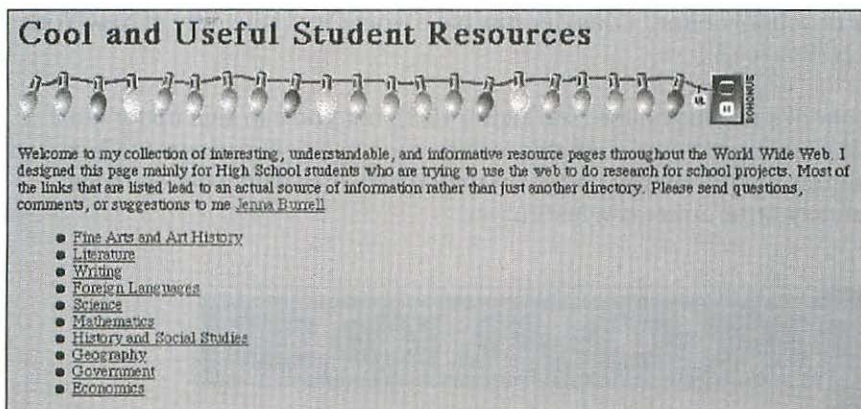 Cool and Useful Student Resources
UL
BOHONUS
Welcome to my collection of interesting, understandable, and informative resource pages throughout the World Wide Web. I
designed this page mainly for High School students who are trying to use the web to do research for school projects. Most of
the links that are listed lead to an actual source of information rather than just another directory. Please send questions,
comments, or suggestions to me Jenna Burrell
Fine Arts and Art History
Literature
Writing
Foreign Languages
Science
Mathematics
History and Social Studies
Geography
Government
Economics